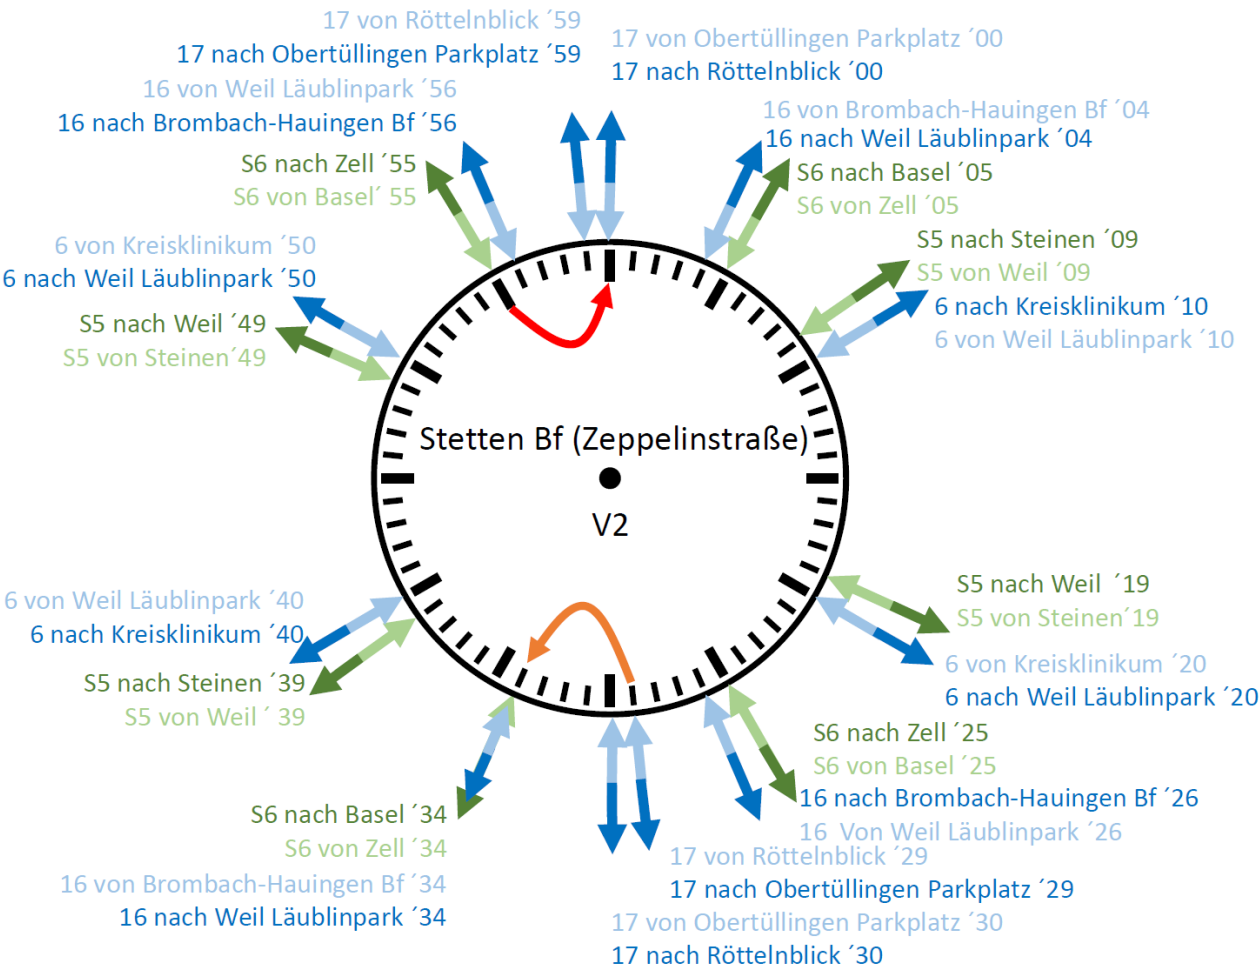 17 von Röttelnblick ´59
17 nach Obertüllingen Parkplatz ´59
16 von Weil Läublinpark ´56
16 nach Brombach-Hauingen Bf ´56
S6 nach Zell ´55
S6 von Basel´ 55
6 von Kreisklinikum ´50
6 nach Weil Läublinpark ´50
S5 nach Weil ´49
S5 von Steinen´49
17 von Obertüllingen Parkplatz ´00
17 nach Röttelnblick ´00
16 von Brombach-Hauingen Bf ´04
16 nach Weil Läublinpark ´04
S6 nach Basel ´05
S6 von Zell ´05
S5 nach Steinen ´09
S5 von Weil ´09
6 nach Kreisklinikum ´10
6 von Weil Läublinpark ´10
Stetten Bf (Zeppelinstraße)
V2
6 von Weil Läublinpark ´40
6 nach Kreisklinikum ´40
S5 nach Steinen ´39
S5 von Weil ´ 39
S6 nach Basel ´34
S6 von Zell ´34
16 von Brombach-Hauingen Bf ´34
16 nach Weil Läublinpark ´34
S5 nach Weil  ´19
S5 von Steinen´19
6 von Kreisklinikum ´20
6 nach Weil Läublinpark ´20
S6 nach Zell ´25
S6 von Basel ´25
16 nach Brombach-Hauingen Bf ´26
16  Von Weil Läublinpark ´26
17 von Röttelnblick ´29
17 nach Obertüllingen Parkplatz ´29
17 von Obertüllingen Parkplatz ´30
17 nach Röttelnblick ´30